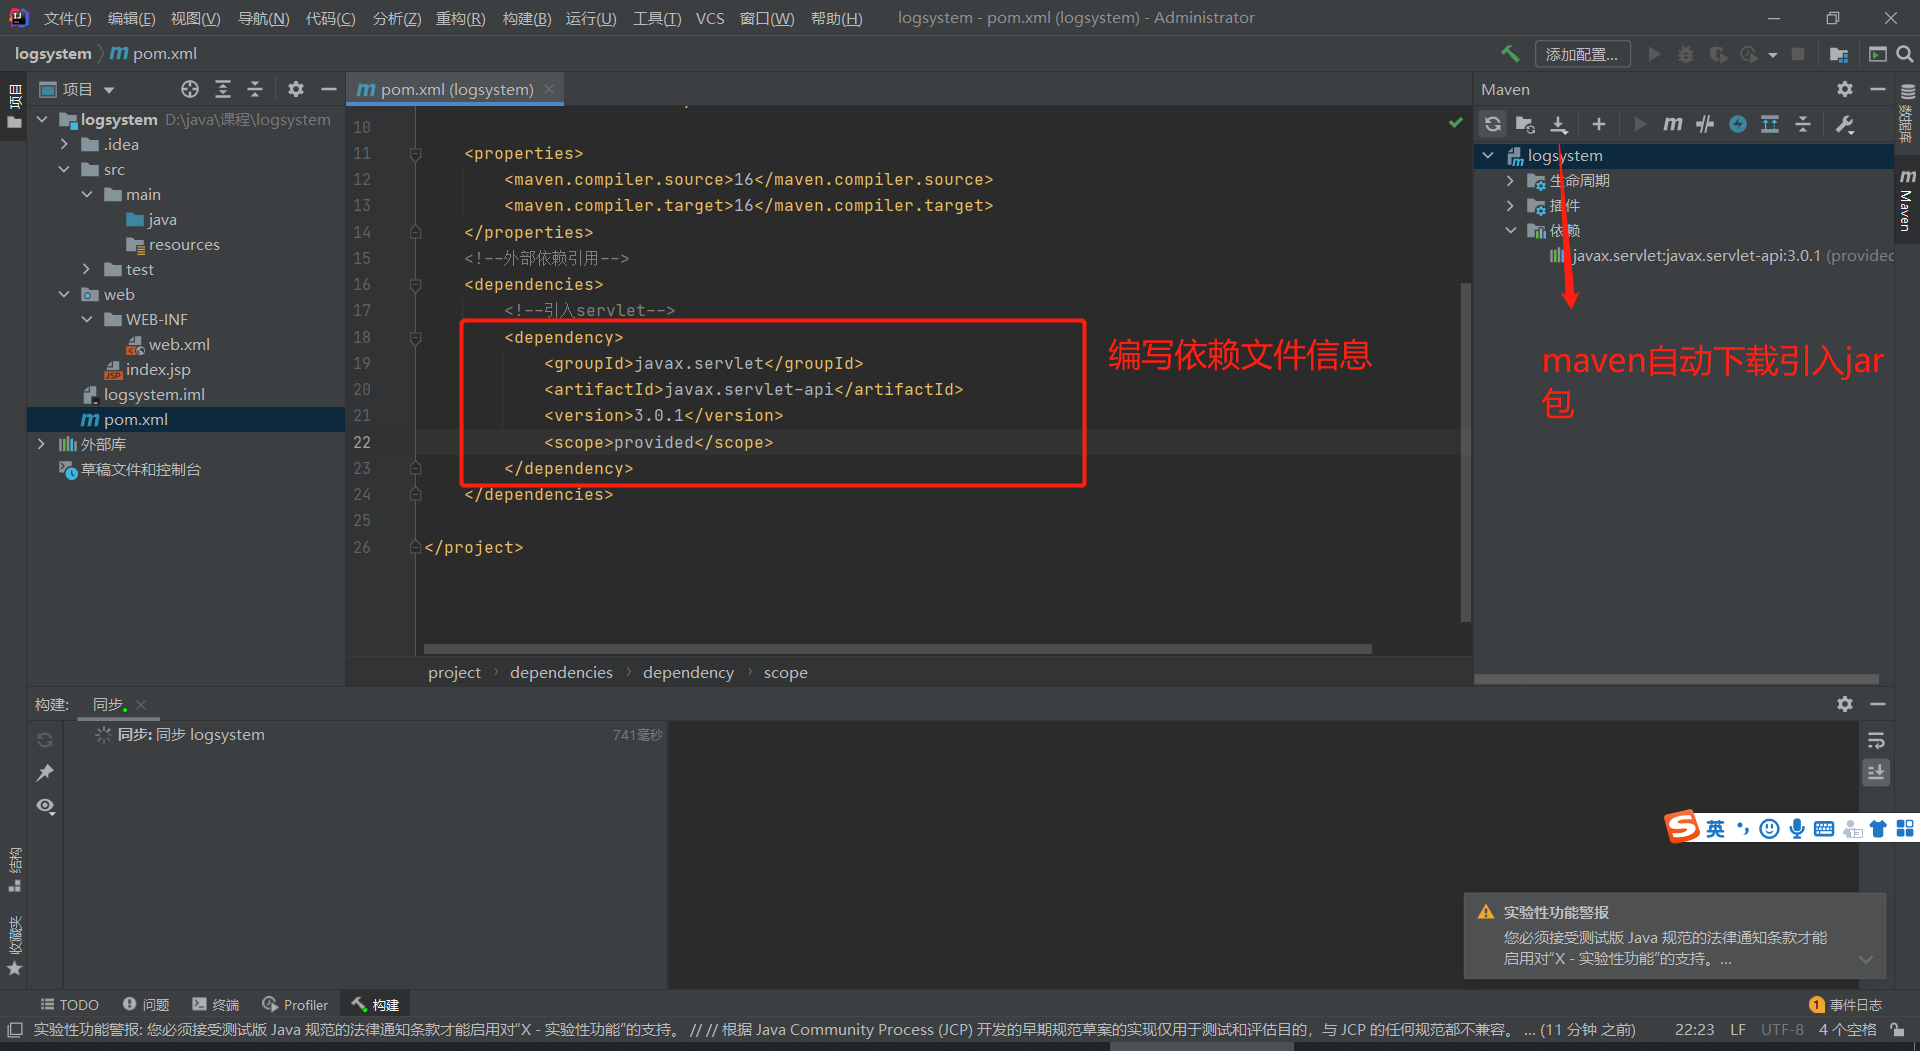 文件(F) 编辑(E) 视图(V) 导航(N) 代码(C) 分析(Z) 重构(R) 构建(B) 运行(U) 工具(T) VCS 窗口(W) 帮助(H) logsystem - pom.xml (logsystem) - Administrator
logsystem m pom.xml
添加配置...
项目
项目
pom.xml (logsystem)
Maven
数据库
Maven
logsystem D:\java\课程\logsystem
.idea
src
main
java
resources
test
web
WEB-INF
web.xml
index.jsp
logsystem.iml
pom.xml
外部库
草稿文件和控制台
10
11 <properties>
12 <maven.compiler.source>16</maven.compiler.source>
13 <maven.compiler.target>16</maven.compiler.target>
14 </properties>
15 <!--外部依赖引用-->
16 <dependencies>
17 <!--引入servlet-->
18 <dependency>
19 <groupId>javax.servlet</groupId>
20 <artifactId>javax.servlet-api</artifactId>
21 <version>3.0.1</version>
22 <scope>provided</scope>
23 </dependency>
24 </dependencies>
25
26 </project>
编写依赖文件信息
logsystem
生命周期
插件
依赖
javax.servlet:javax.servlet-api:3.0.1 (provided
maven自动下载引入jar
包
project dependencies dependency scope
构建: 同步
同步: 同步 logsystem 741毫秒
结构
收藏夹
英
实验性功能警报
您必须接受测试版 Java 规范的法律通知条款才能
启用对“X - 实验性功能”的支持。...
TODO 问题 终端 Profiler 构建 1 事件日志
实验性功能警报: 您必须接受测试版 Java 规范的法律通知条款才能启用对“X - 实验性功能”的支持。 // // 根据 Java Community Process (JCP) 开发的早期规范草案的实现仅用于测试和评估目的，与 JCP 的任何规范都不兼容。 ... (11 分钟 之前) 22:23 LF UTF-8 4 个空格